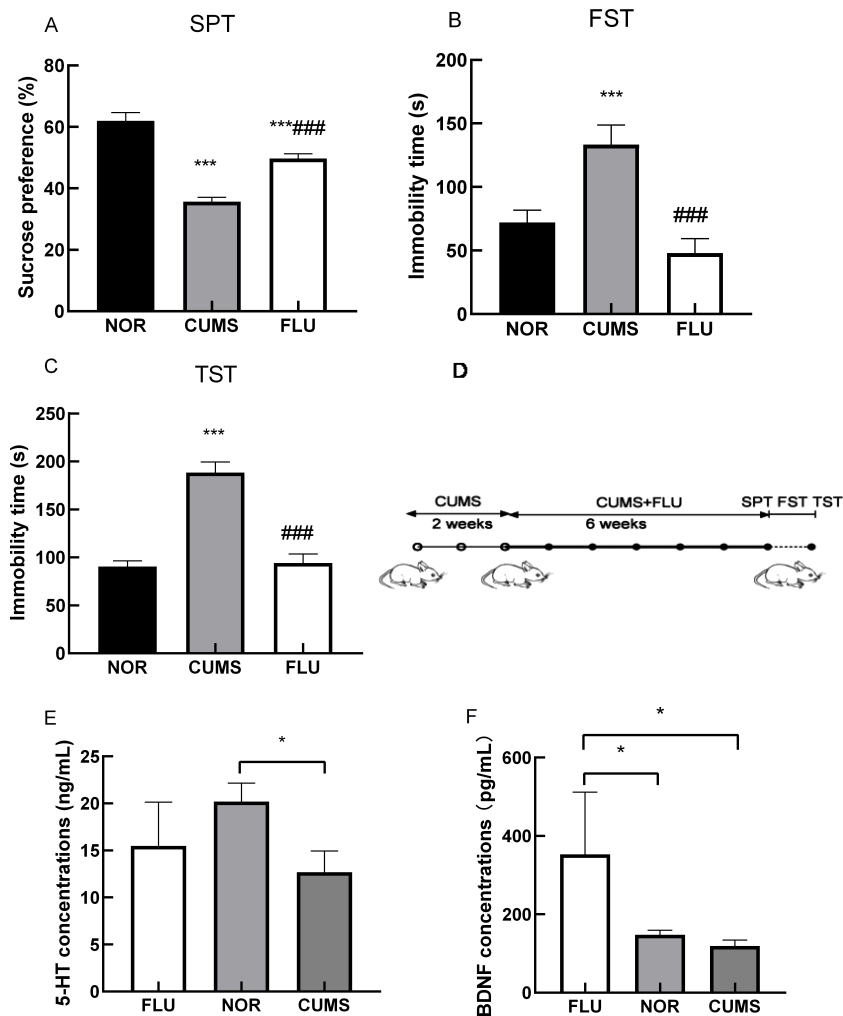 A
SPT
Sucrose preference (%)
80
60
40
20
0
***
***###
NOR CUMS FLU
B
FST
Immobility time (s)
200
150
100
50
0
***
###
NOR CUMS FLU
C
TST
Immobility time (s)
250
200
150
100
50
0
***
###
NOR CUMS FLU
D
CUMS CUMS+FLU SPT FST TST
2 weeks 6 weeks
E
5-HT concentrations (ng/mL)
25
20
15
10
5
0
*
FLU NOR CUMS
F
BDNF concentrations（pg/mL）
600
400
200
0
*
*
FLU NOR CUMS